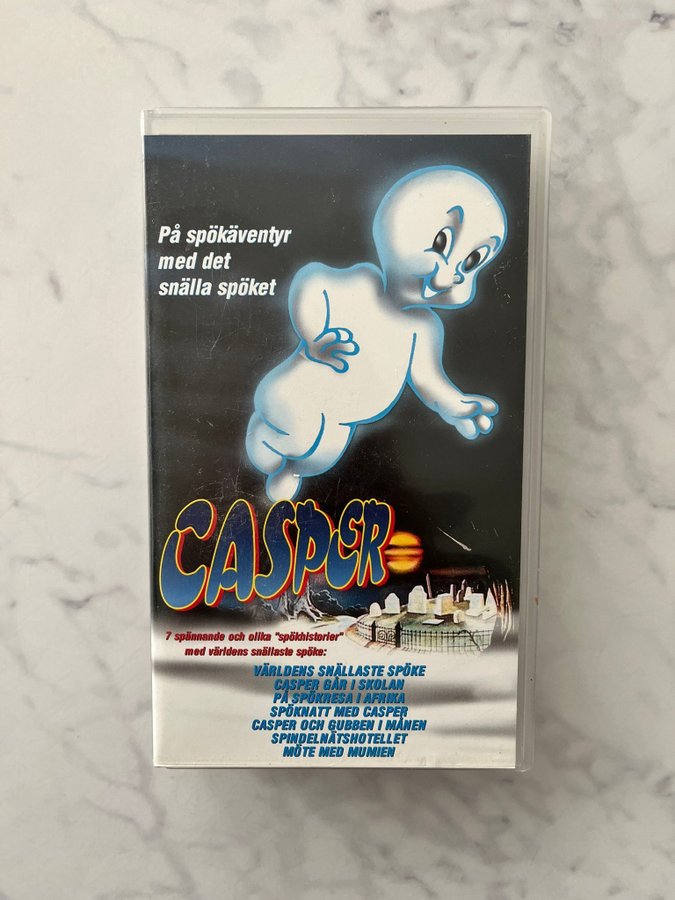 På spökäventyr
med det
snälla spöket
CASPER
7 spännande och olika "spökhistorier"
med världens snällaste spöke:
VÄRLDENS SNÄLLASTE SPÖKE
CASPER GÅR I SKOLAN
PÅ SPÖKRESA I AFRIKA
SPÖKNATT MED CASPER
CASPER OCH GUBBEN I MÅNEN
SPINDELNÄTSHOTELLET
MÖTE MED MUMIEN